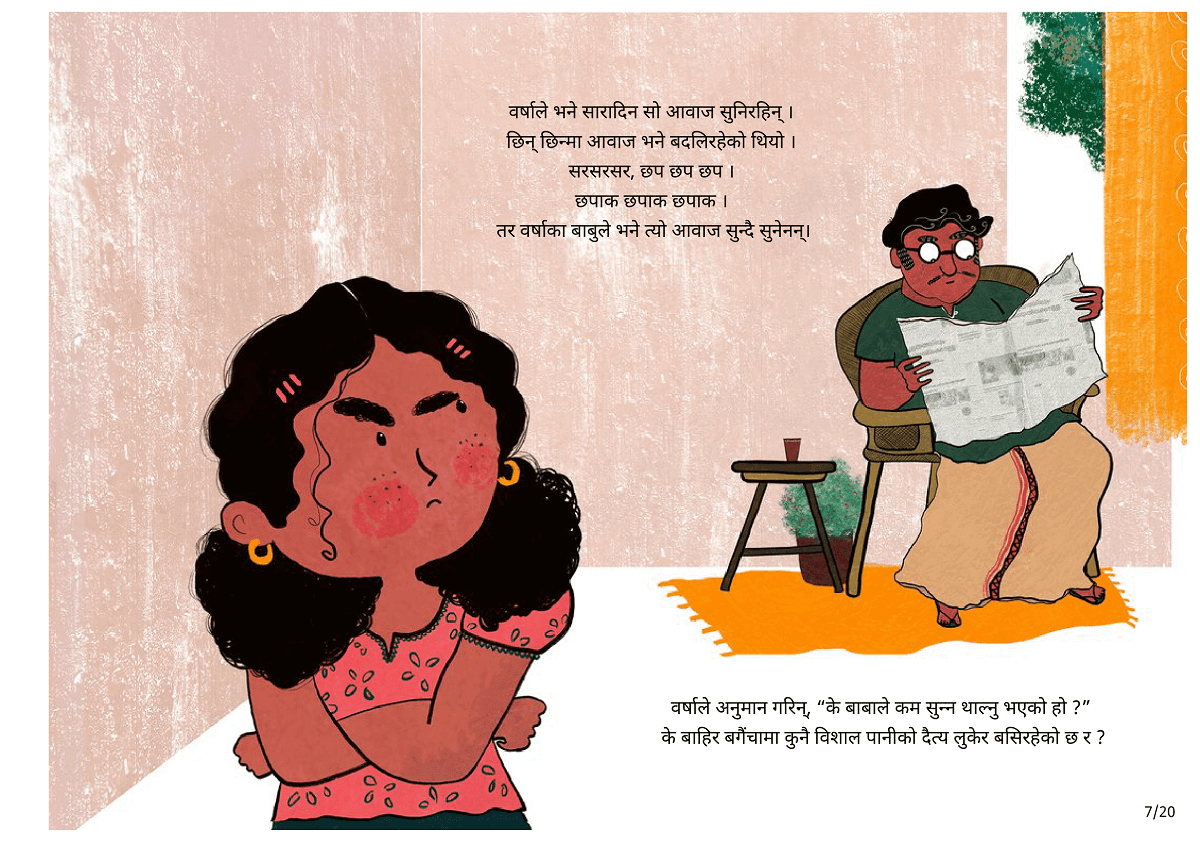 वर्षाले भने सारादिन सो आवाज सुनिरहिन् ।
छिन् छिन्मा आवाज भने बदलिरहेको थियो ।
सरसरसर, छप छप छप ।
छपाक छपाक छपाक ।
तर वर्षाका बाबुले भने त्यो आवाज सुन्दै सुनेनन्।
वर्षाले अनुमान गरिन्, “के बाबाले कम सुन्न थाल्नु भएको हो ?”
के बाहिर बगैंचामा कुनै विशाल पानीको दैत्य लुकेर बसिरहेको छ र ?
7/20